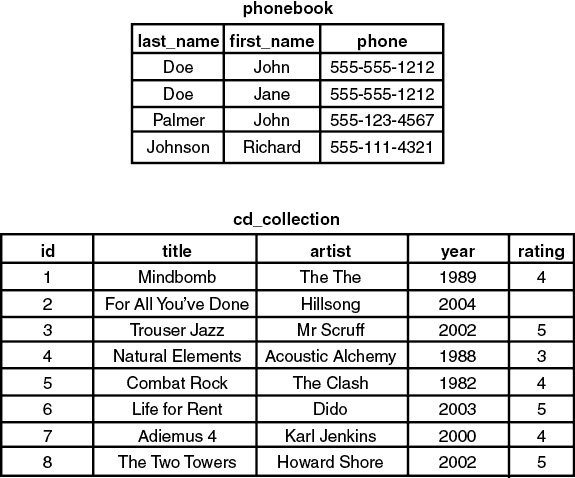 phonebook
last_name first_name phone
Doe John 555-555-1212
Doe Jane 555-555-1212
Palmer John 555-123-4567
Johnson Richard 555-111-4321
cd_collection
id title artist year rating
1 Mindbomb The The 1989 4
2 For All You've Done Hillsong 2004
3 Trouser Jazz Mr Scruff 2002 5
4 Natural Elements Acoustic Alchemy 1988 3
5 Combat Rock The Clash 1982 4
6 Life for Rent Dido 2003 5
7 Adiemus 4 Karl Jenkins 2000 4
8 The Two Towers Howard Shore 2002 5